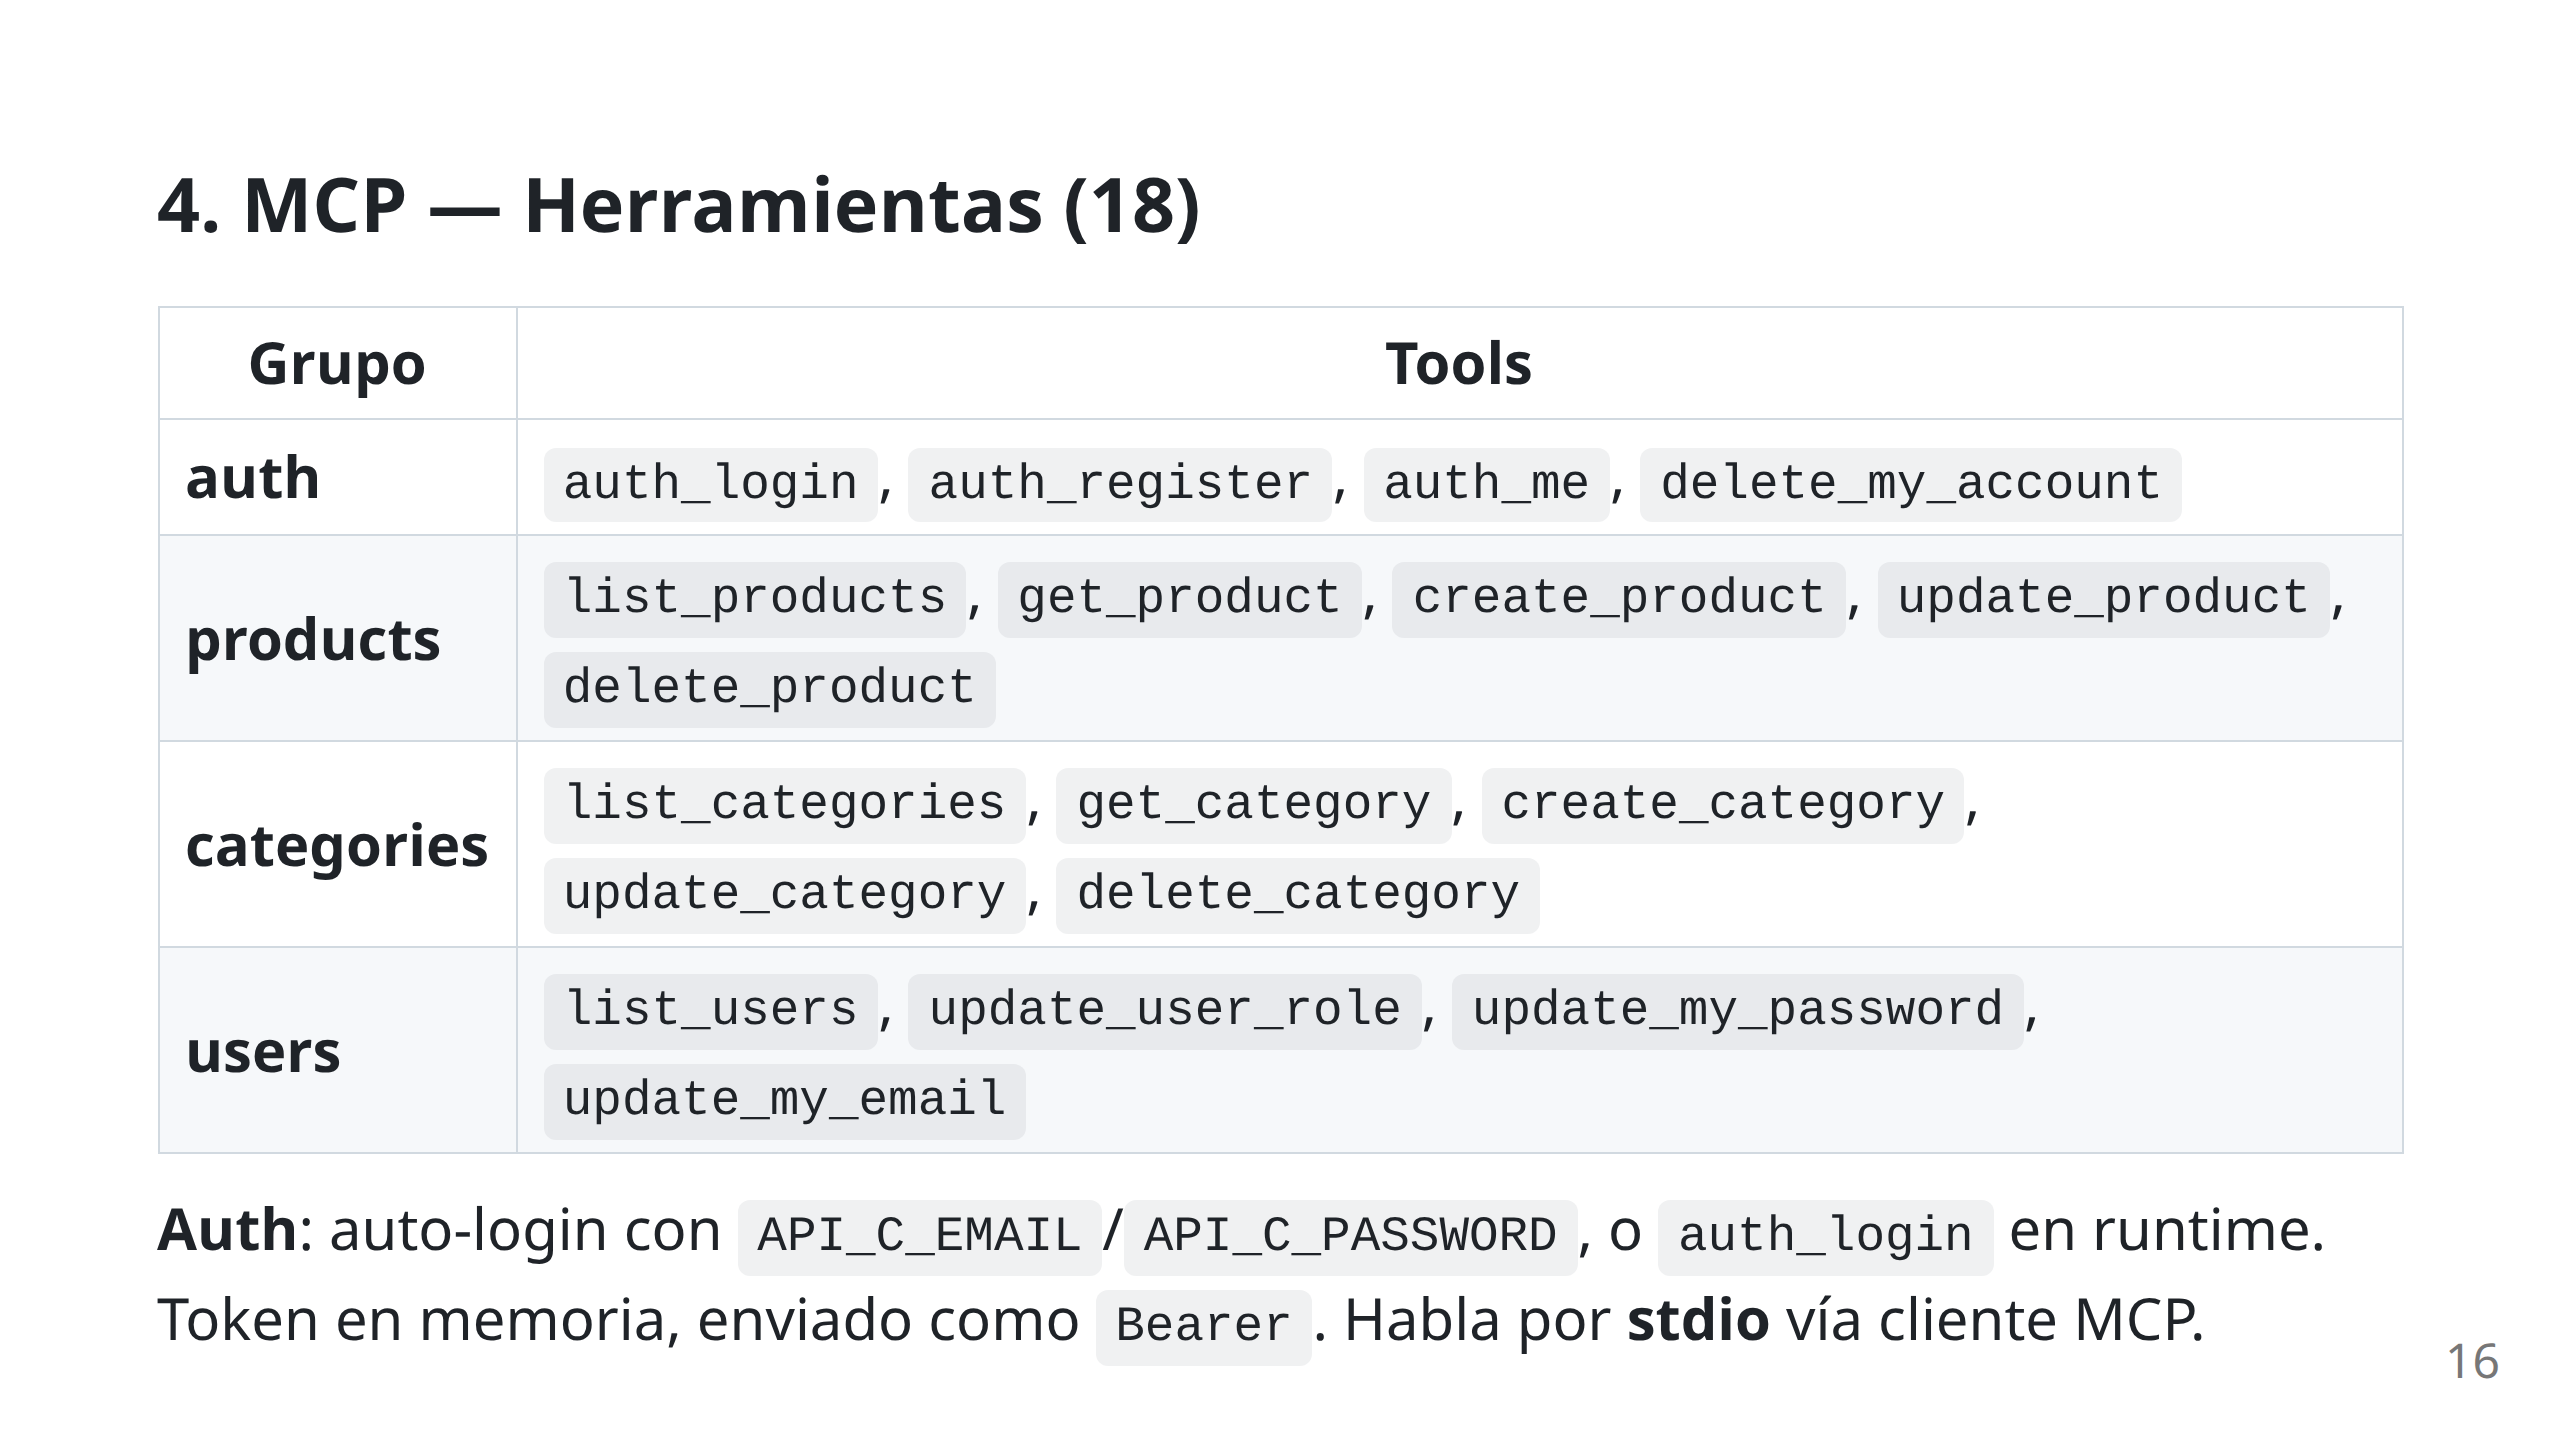 4. MCP — Herramientas (18)
Grupo Tools
auth auth_login, auth_register, auth_me, delete_my_account
products list_products, get_product, create_product, update_product,
delete_product
categories list_categories, get_category, create_category,
update_category, delete_category
users list_users, update_user_role, update_my_password,
update_my_email
Auth: auto-login con API_C_EMAIL/API_C_PASSWORD, o auth_login en runtime.
Token en memoria, enviado como Bearer. Habla por stdio vía cliente MCP.
16